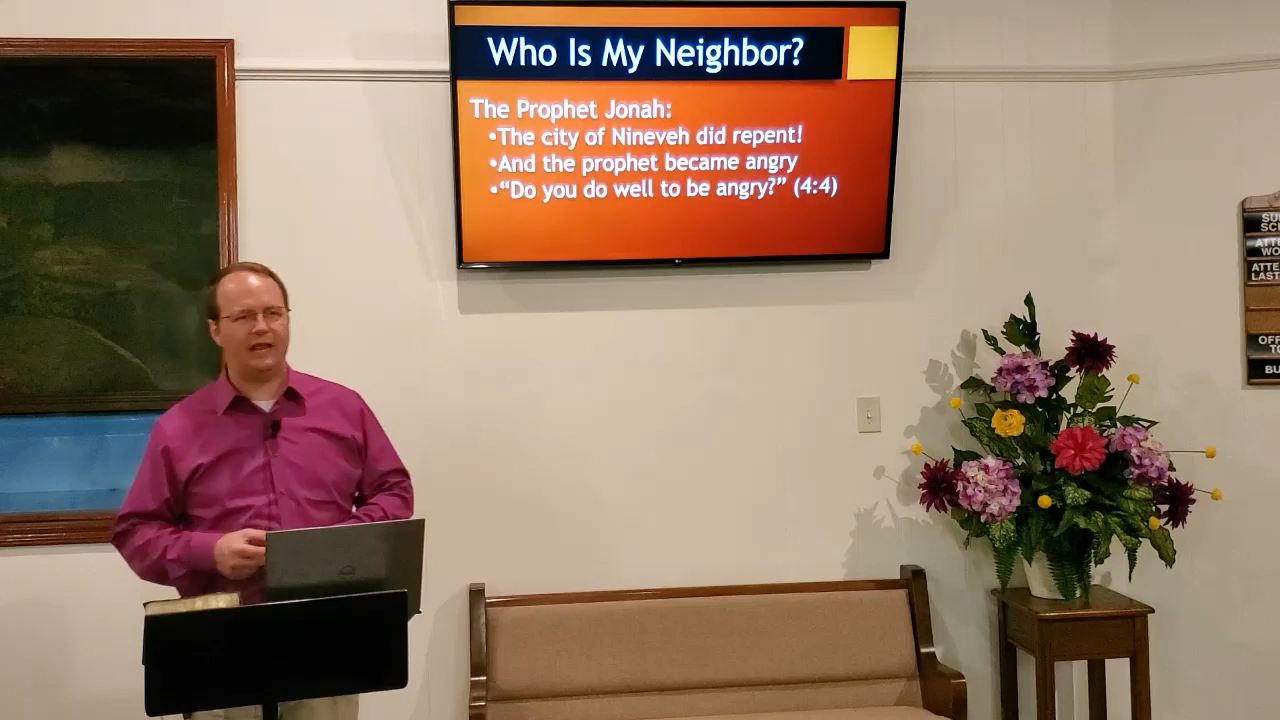 Who Is My Neighbor?
The Prophet Jonah:
•The city of Nineveh did repent!
•And the prophet became angry
•“Do you do well to be angry?” (4:4)